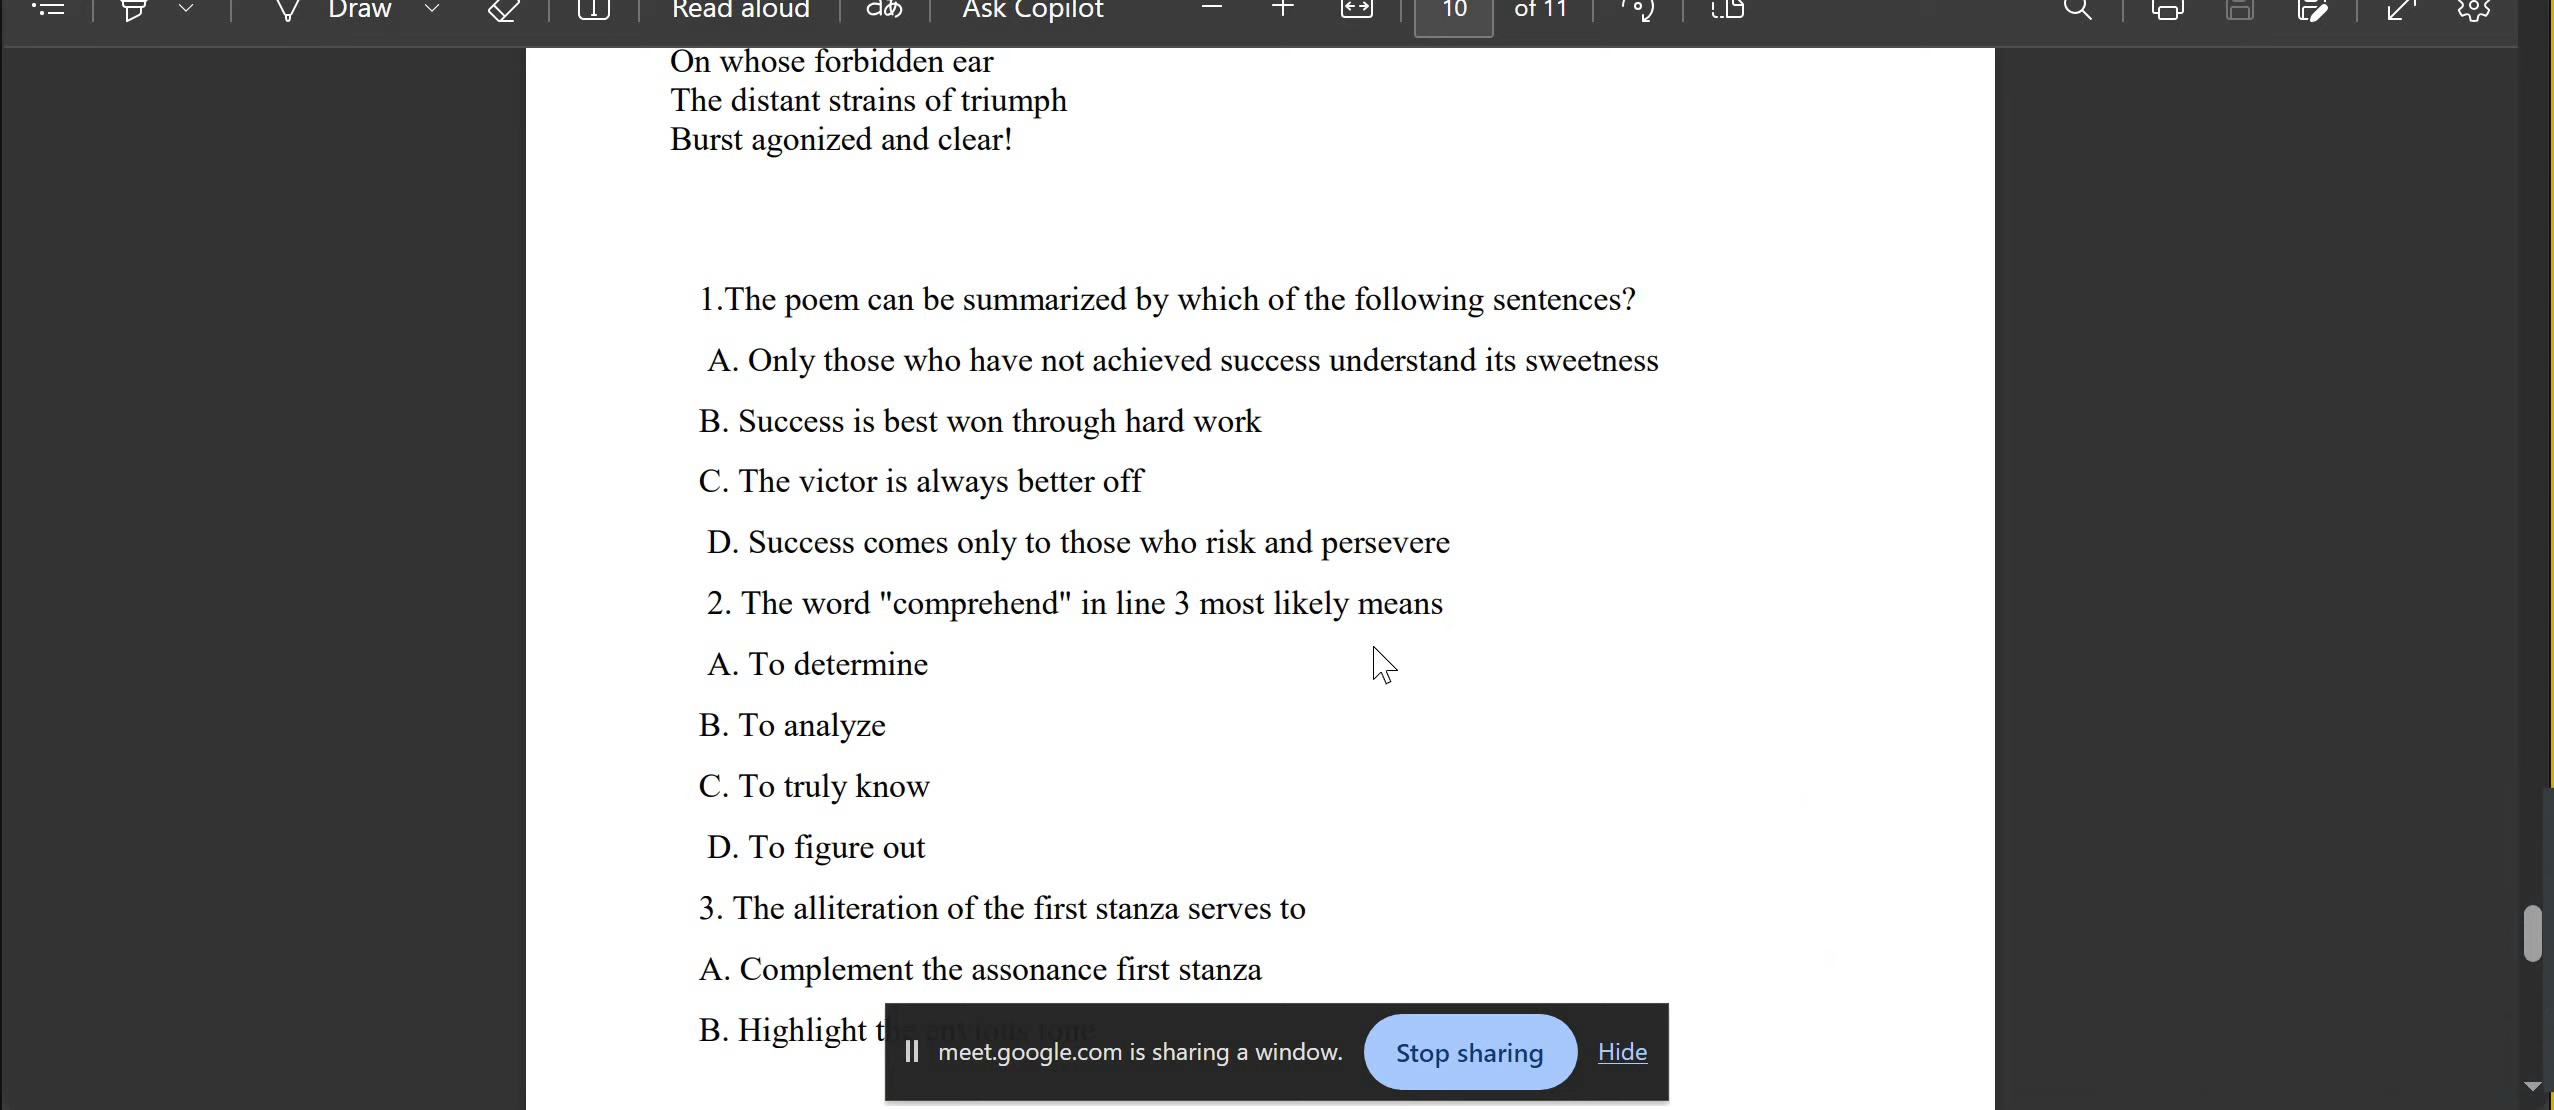 Draw
Read aloud
Ask Copilot
10 of 11
On whose forbidden ear
The distant strains of triumph
Burst agonized and clear!
1.The poem can be summarized by which of the following sentences?
A. Only those who have not achieved success understand its sweetness
B. Success is best won through hard work
C. The victor is always better off
D. Success comes only to those who risk and persevere
2. The word "comprehend" in line 3 most likely means
A. To determine
B. To analyze
C. To truly know
D. To figure out
3. The alliteration of the first stanza serves to
A. Complement the assonance first stanza
B. Highlight the envious tone
meet.google.com is sharing a window.
Stop sharing
Hide